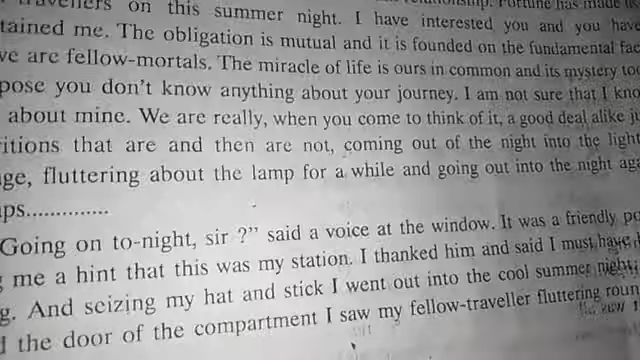 travellers on this summer night. I have interested you and you have
tained me. The obligation is mutual and it is founded on the fundamental fac
we are fellow-mortals. The miracle of life is ours in common and its mystery too
pose you don't know anything about your journey. I am not sure that I kno
about mine. We are really, when you come to think of it, a good deal alike ju
itions that are and then are not, coming out of the night into the light
ge, fluttering about the lamp for a while and going out into the night aga
ps...............
Going on to-night, sir ?" said a voice at the window. It was a friendly po
g me a hint that this was my station. I thanked him and said I must have
g. And seizing my hat and stick I went out into the cool summer night.
d the door of the compartment I saw my fellow-traveller fluttering roun